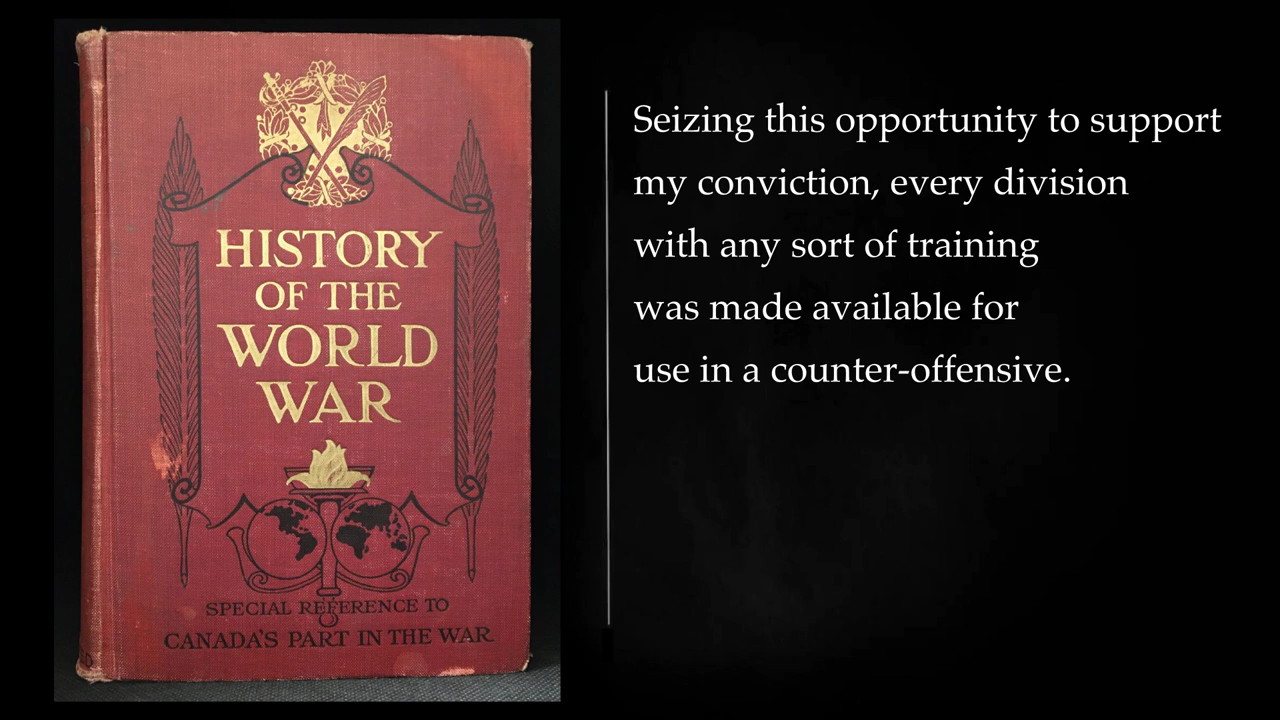 HISTORY
OF THE
WORLD
WAR
SPECIAL REFERENCE TO
CANADA'S PART IN THE WAR
Seizing this opportunity to support
my conviction, every division
with any sort of training
was made available for
use in a counter-offensive.